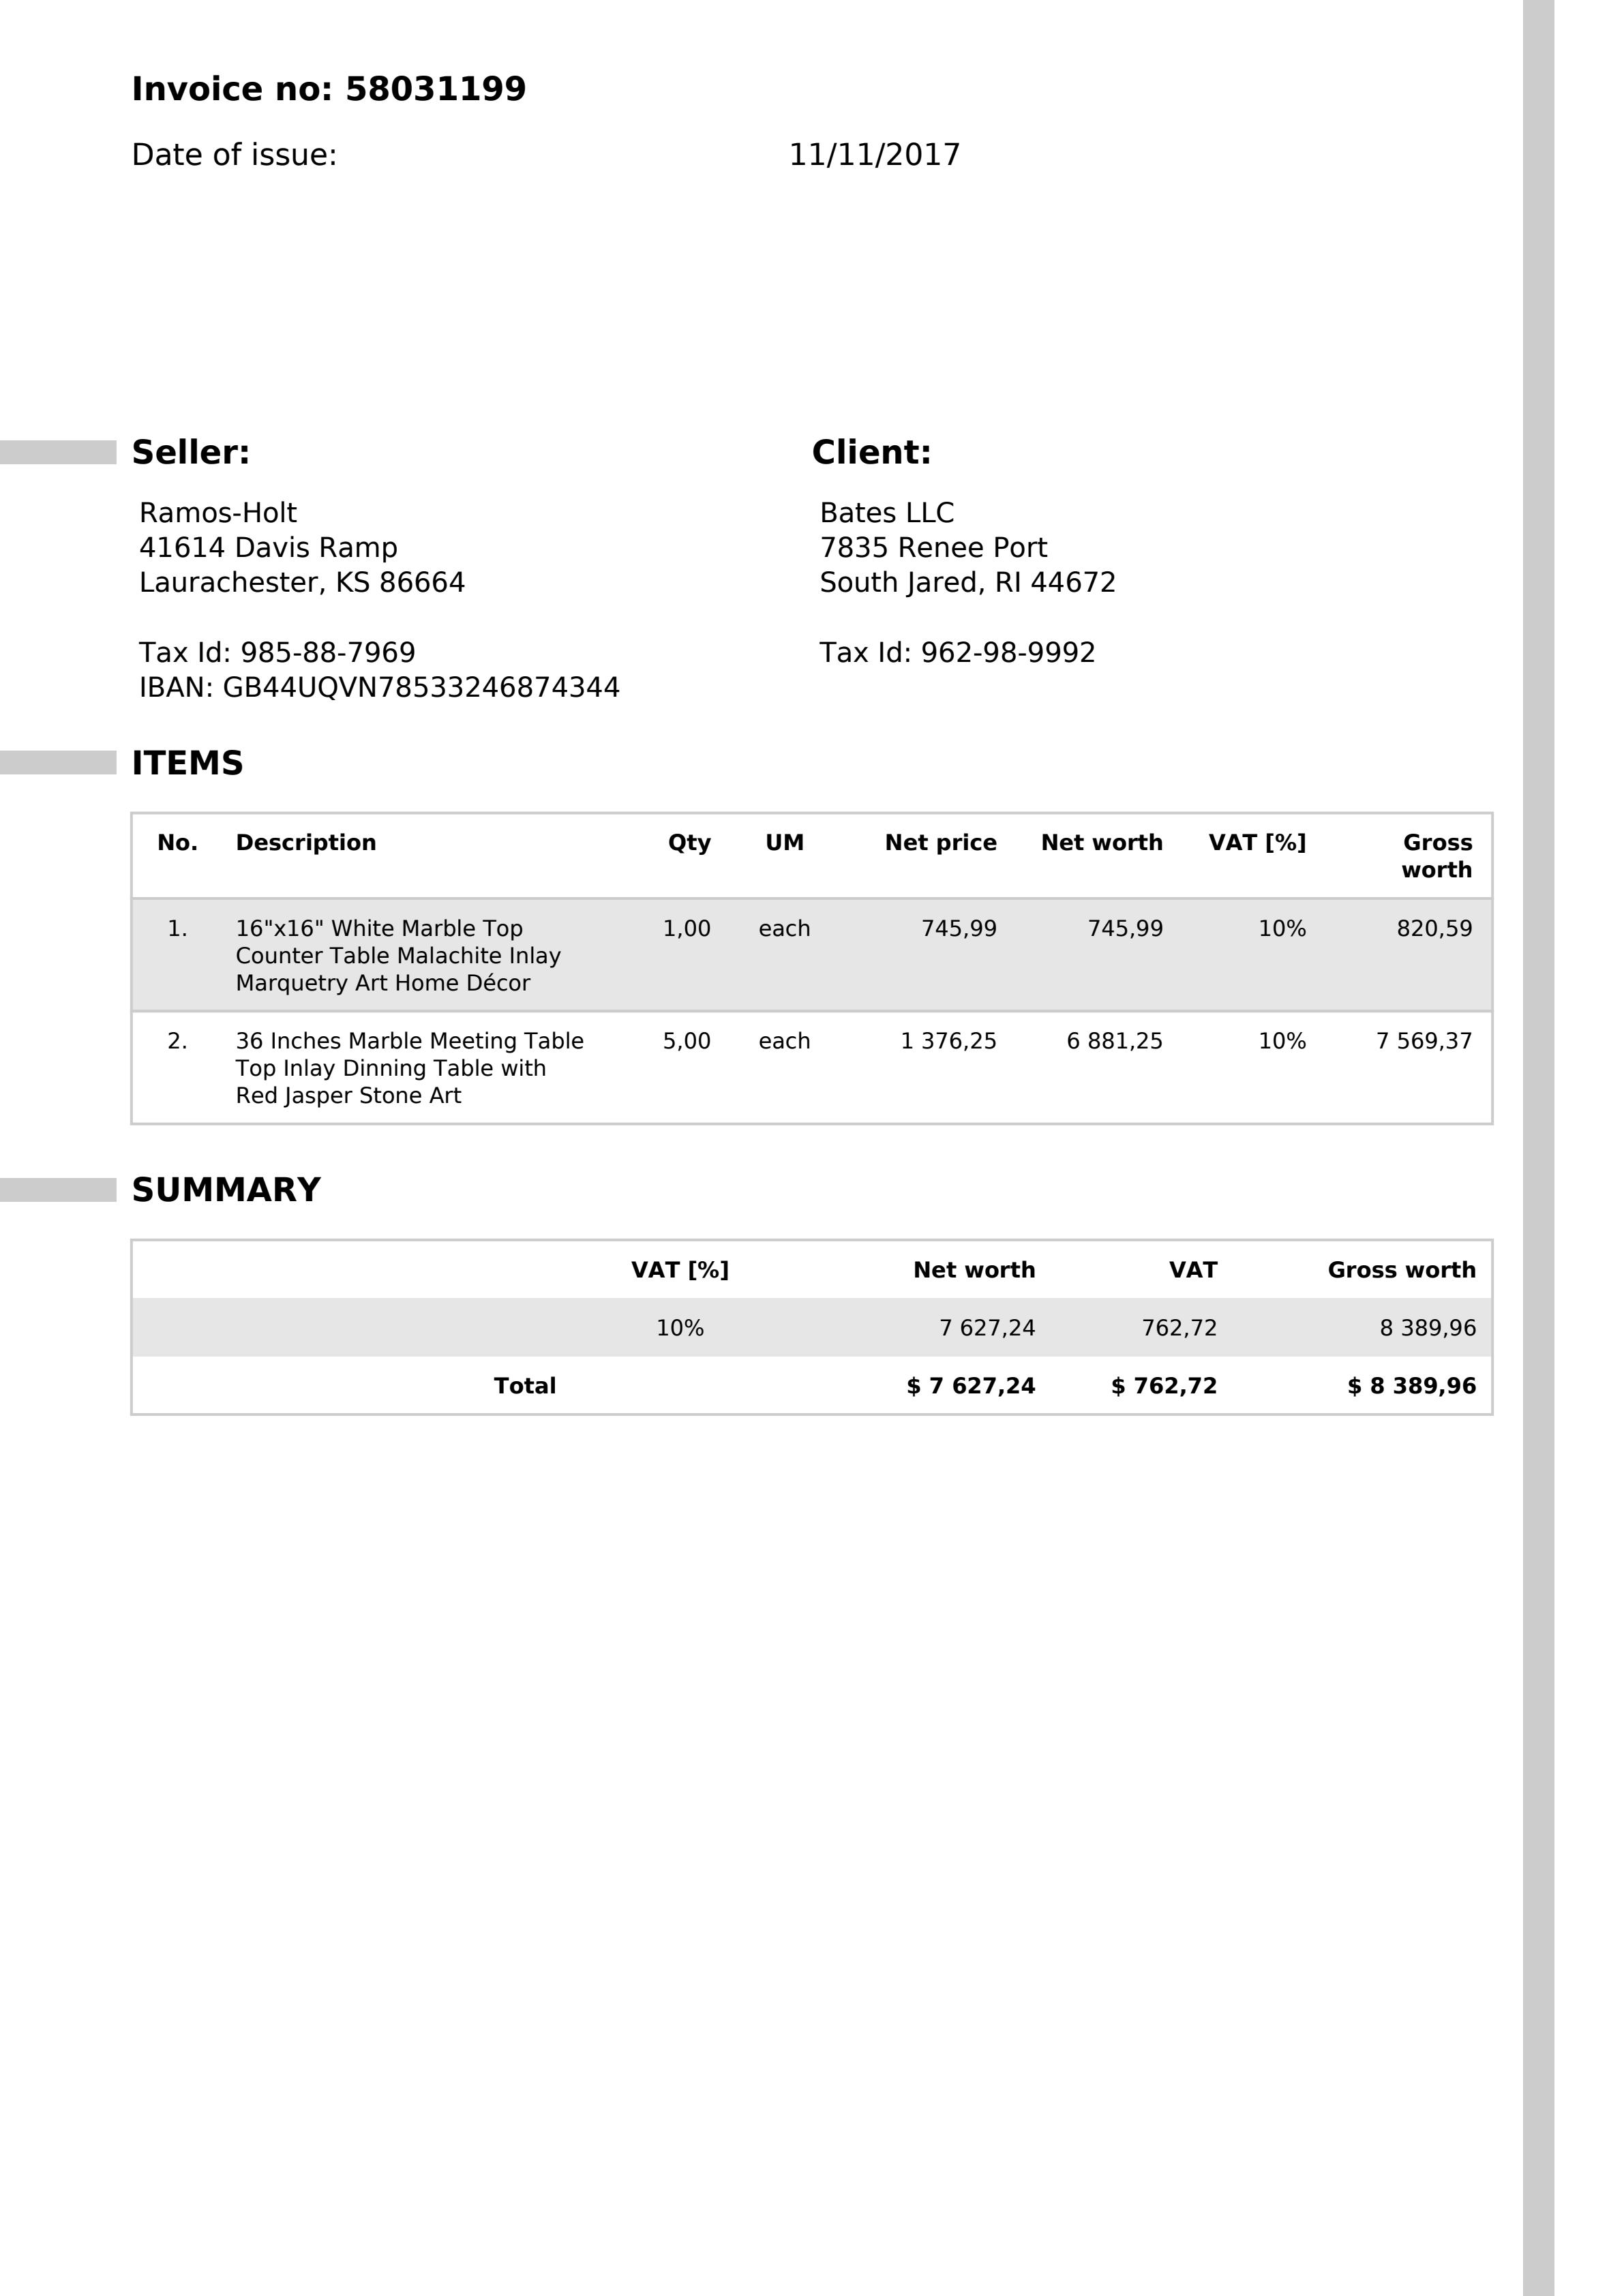 Invoice no: 58031199
Date of issue: 11/11/2017
Seller:
Ramos-Holt
41614 Davis Ramp
Laurachester, KS 86664
Tax Id: 985-88-7969
IBAN: GB44UQVN78533246874344
Client:
Bates LLC
7835 Renee Port
South Jared, RI 44672
Tax Id: 962-98-9992
ITEMS
No. Description Qty UM Net price Net worth VAT [%] Gross
worth
1. 16"x16" White Marble Top 1,00 each 745,99 745,99 10% 820,59
Counter Table Malachite Inlay
Marquetry Art Home Décor
2. 36 Inches Marble Meeting Table 5,00 each 1 376,25 6 881,25 10% 7 569,37
Top Inlay Dinning Table with
Red Jasper Stone Art
SUMMARY
VAT [%] Net worth VAT Gross worth
10% 7 627,24 762,72 8 389,96
Total $ 7 627,24 $ 762,72 $ 8 389,96